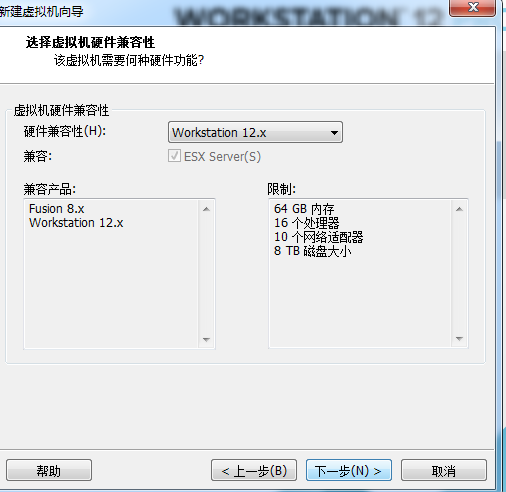 新建虚拟机向导
WORKSTATION 12
选择虚拟机硬件兼容性
该虚拟机需要何种硬件功能?
虚拟机硬件兼容性
硬件兼容性(H):
Workstation 12.x
兼容:
ESX Server(S)
兼容产品:
限制:
Fusion 8.x
Workstation 12.x
64 GB 内存
16 个处理器
10 个网络适配器
8 TB 磁盘大小
帮助
< 上一步(B)
下一步(N) >
取消